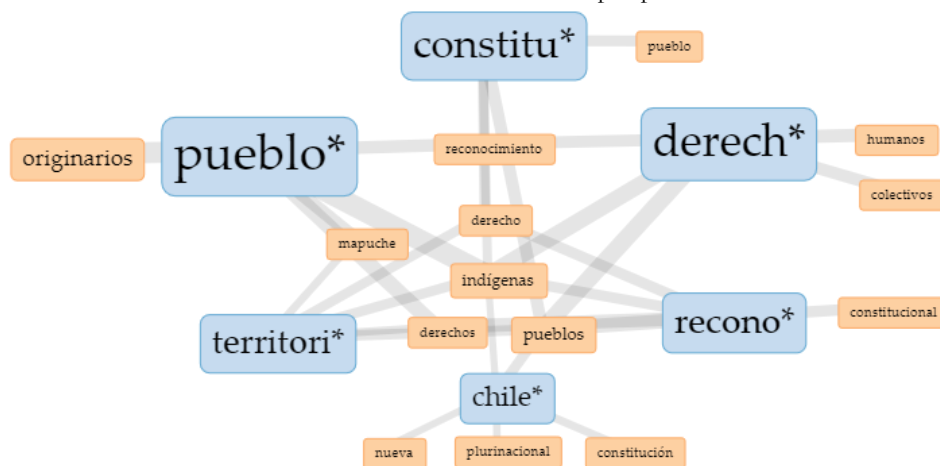 constitu*
pueblo
pueblo*
derech*
humanos
originarios
reconocimiento
colectivos
derecho
mapuche
indígenas
constitucional
recono*
territori*
derechos
pueblos
chile*
nueva
plurinacional
constitución